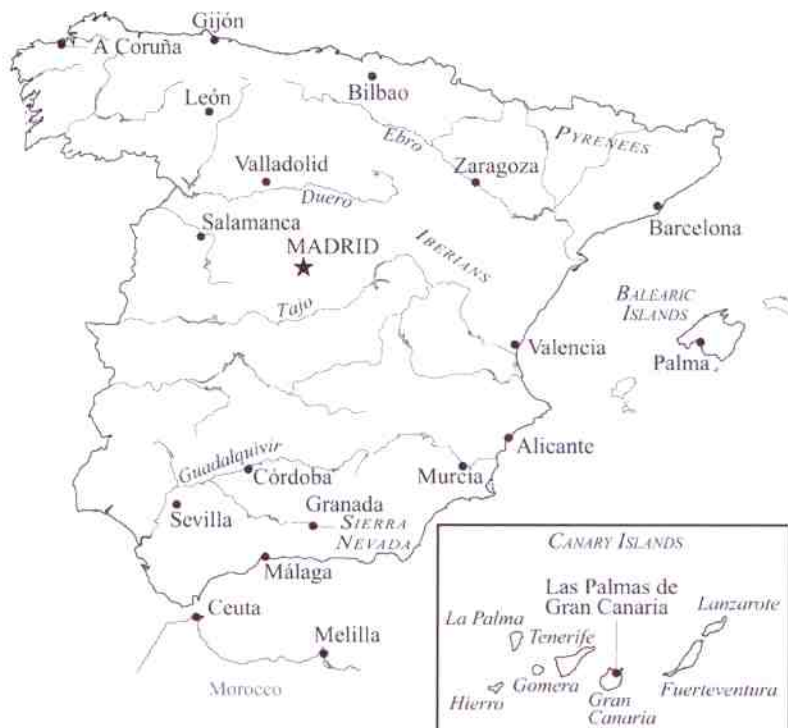 Gijón
A Coruña
León
Bilbao
Ebro
PYRENEES
Valladolid
Zaragoza
Duero
Salamanca
Barcelona
MADRID
IBERIANS
Tajo
BALEARIC
ISLANDS
Valencia
Palma
Guadalquivir
Córdoba
Murcia
Alicante
Sevilla
Granada
SIERRA
NEVADA
Málaga
Ceuta
Melilla
Morocco
CANARY ISLANDS
Las Palmas de
Gran Canaria
Lanzarote
La Palma
Tenerife
Gomera
Hierro
Gran
Canaria
Fuerteventura